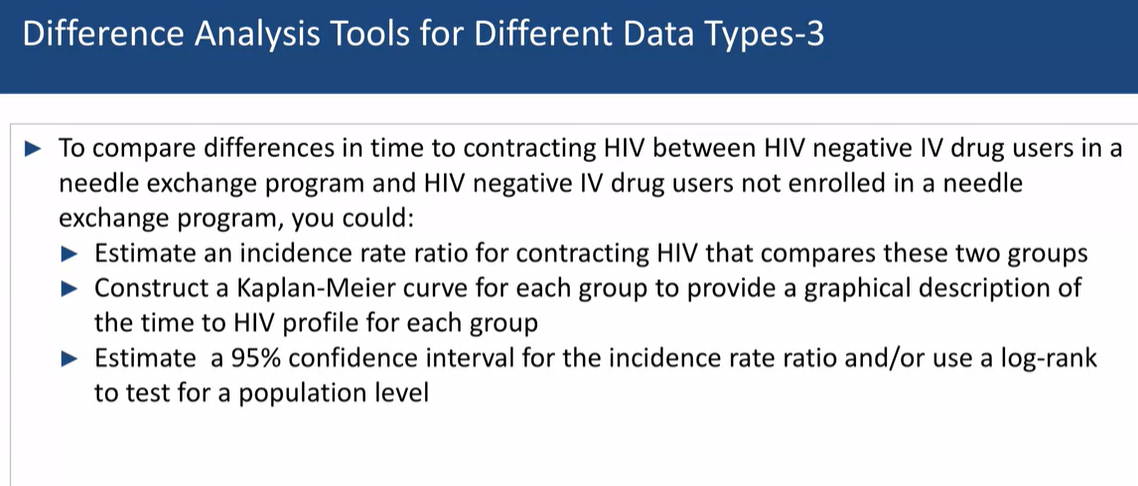 Difference Analysis Tools for Different Data Types-3
To compare differences in time to contracting HIV between HIV negative IV drug users in a
needle exchange program and HIV negative IV drug users not enrolled in a needle
exchange program, you could:
Estimate an incidence rate ratio for contracting HIV that compares these two groups
Construct a Kaplan-Meier curve for each group to provide a graphical description of
the time to HIV profile for each group
Estimate a 95% confidence interval for the incidence rate ratio and/or use a log-rank
to test for a population level